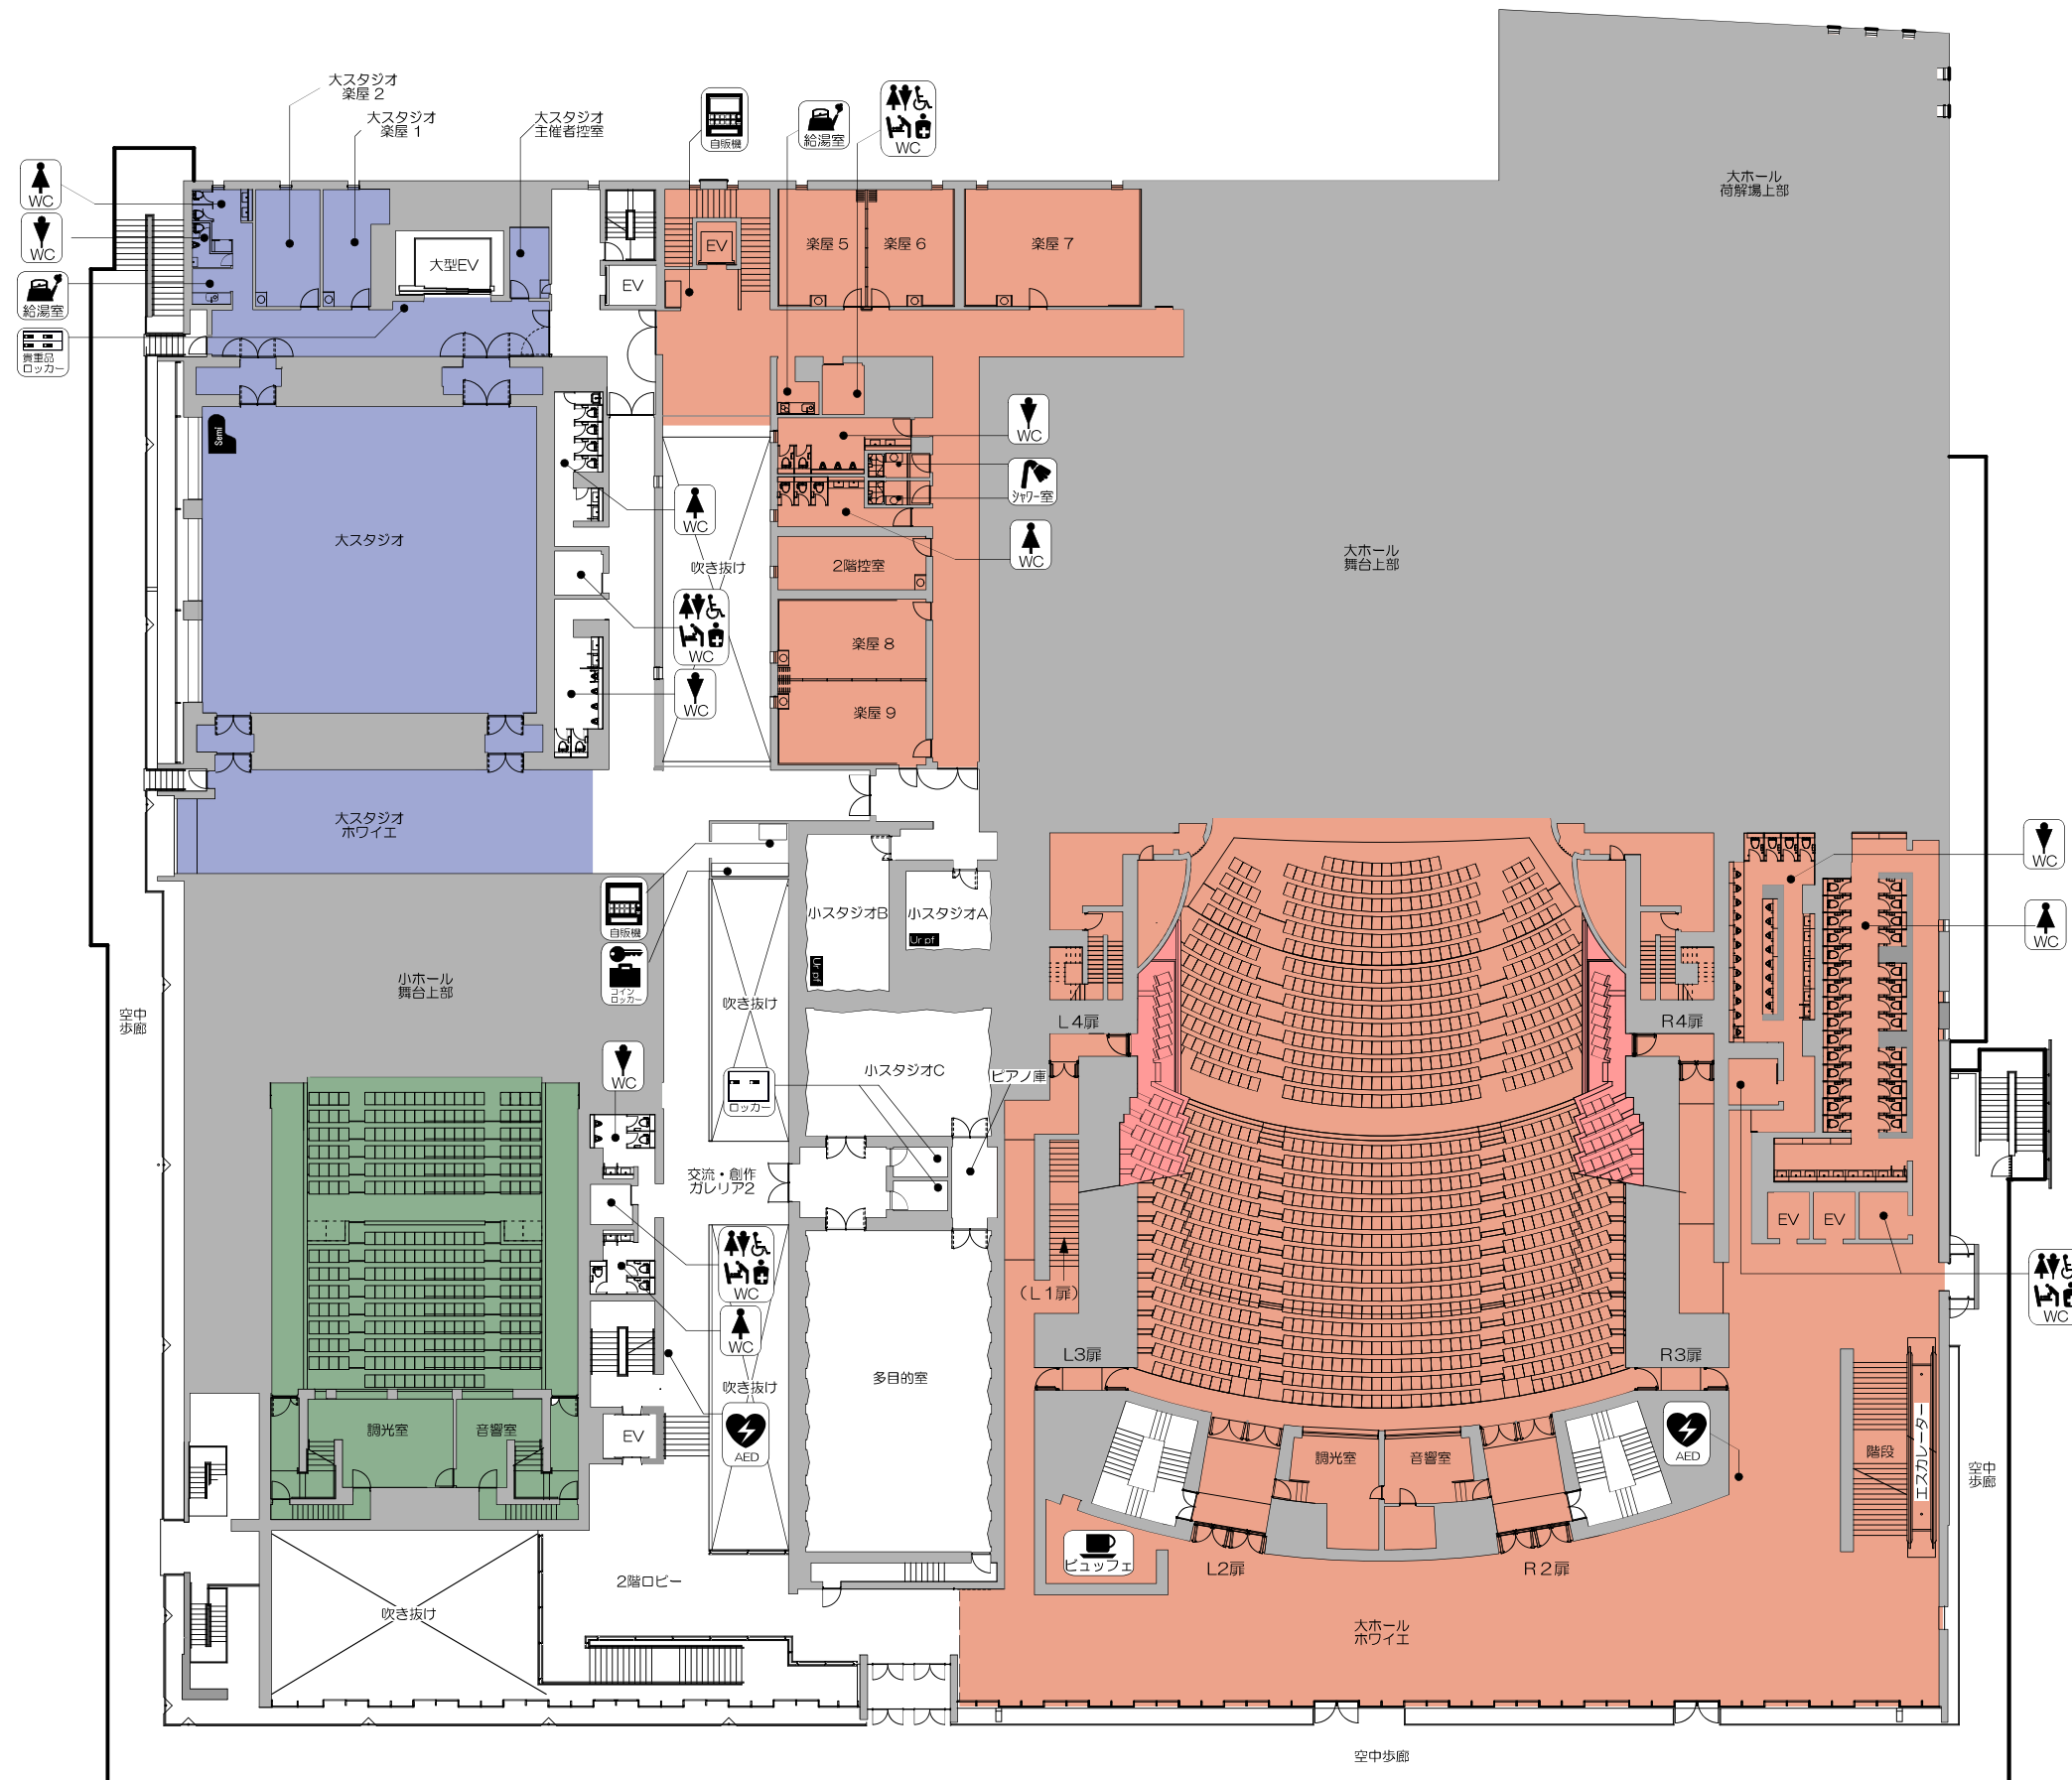 大スタジオ
楽屋 2
大スタジオ
楽屋 1
大スタジオ
主催者控室
自販機
給湯室
WC
大ホール
荷解場上部
WC
WC
給湯室
貴重品
ロッカー
大型EV
EV
EV
楽屋 5
楽屋 6
楽屋 7
Semi
WC
シャワー室
WC
WC
大スタジオ
吹き抜け
2階控室
大ホール
舞台上部
WC
WC
楽屋 8
楽屋 9
大スタジオ
ホワイエ
WC
自販機
小スタジオB
小スタジオA
Ur pf
Ur pf
WC
コイン
ロッカー
小ホール
舞台上部
吹き抜け
空中
歩廊
L4扉
R4扉
WC
小スタジオC
ピアノ庫
ロッカー
交流・創作
ガレリア2
EV
EV
WC
WC
WC
(L1扉)
L3扉
R3扉
多目的室
吹き抜け
AED
EV
調光室
音響室
調光室
音響室
AED
階段
エスカレーター
空中
歩廊
ビュッフェ
L2扉
R2扉
2階ロビー
吹き抜け
大ホール
ホワイエ
空中歩廊